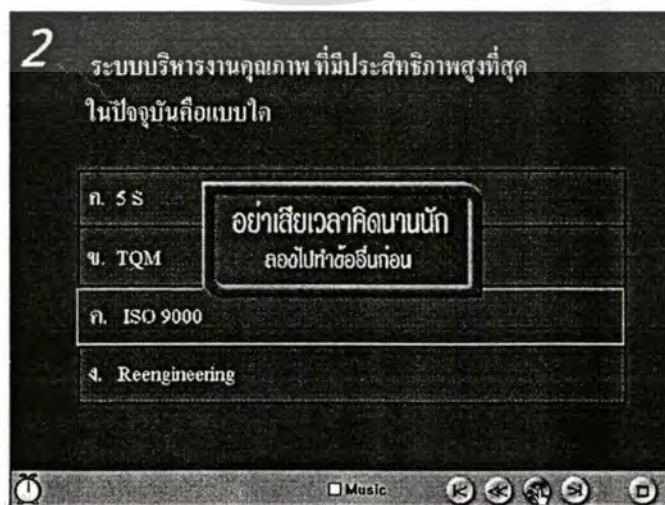 2
ระบบบริหารงานคุณภาพ ที่มีประสิทธิภาพสูงที่สุด
ในปัจจุบันคือแบบใด
ก. 5 S
อย่าเสียเวลาคิดนานนัก
ลองไปทำข้ออื่นก่อน
ข. TQM
ค. ISO 9000
ง. Reengineering
Music